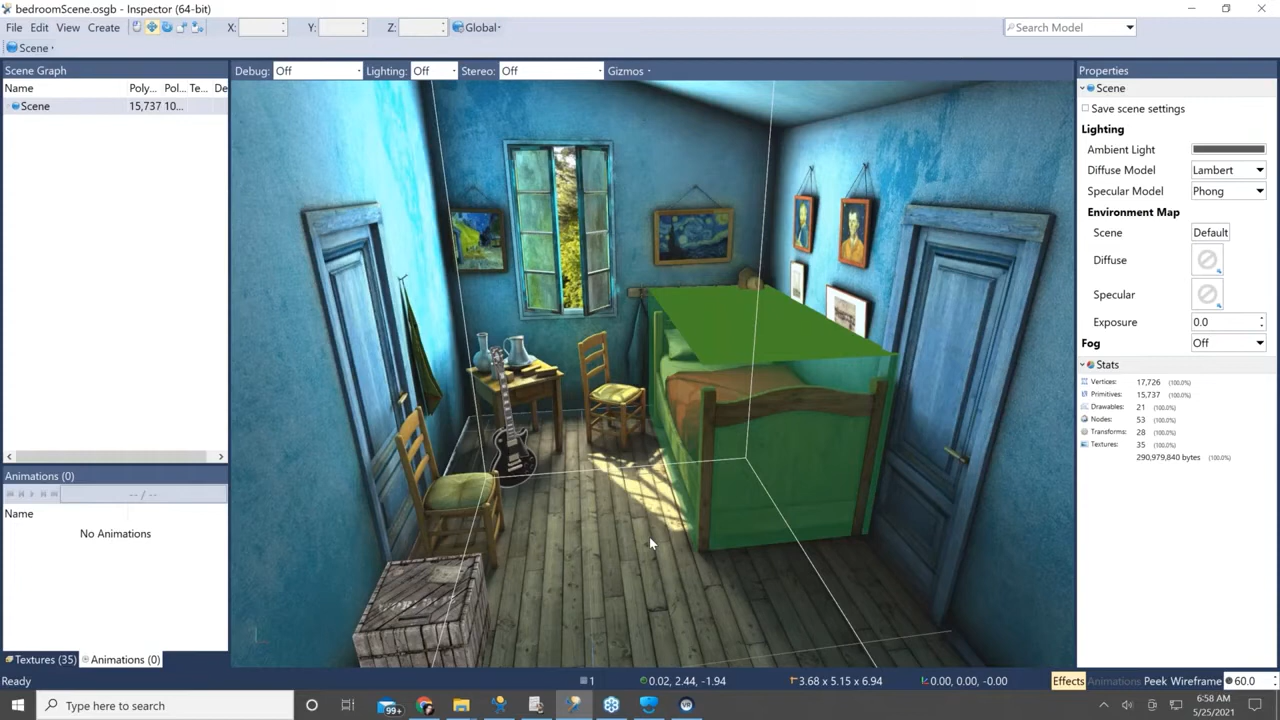 bedroomScene.osgb - Inspector (64-bit)
File Edit View Create X: Y: Z: Global Search Model
Scene
Scene Graph Debug: Off Lighting: Off Stereo: Off Gizmos Properties
Name Poly... Pol... Te... De
Scene 15,737 10...
Scene
Save scene settings
Lighting
Ambient Light
Diffuse Model Lambert
Specular Model Phong
Environment Map
Scene Default
Diffuse
Specular
Exposure 0.0
Fog Off
Stats
Vertices: 17,726 (100.0%)
Primitives: 15,737 (100.0%)
Drawables: 21 (100.0%)
Nodes: 53 (100.0%)
Transforms: 28 (100.0%)
Textures: 35 (100.0%)
290,979,840 bytes (100.0%)
Animations (0)
-- / --
Name
No Animations
Textures (35) Animations (0)
Ready 1 0.02, 2.44, -1.94 3.68 x 5.15 x 6.94 0.00, 0.00, -0.00 Effects Animations Peek Wireframe 60.0
Type here to search 99+ VR 6:58 AM
5/25/2021